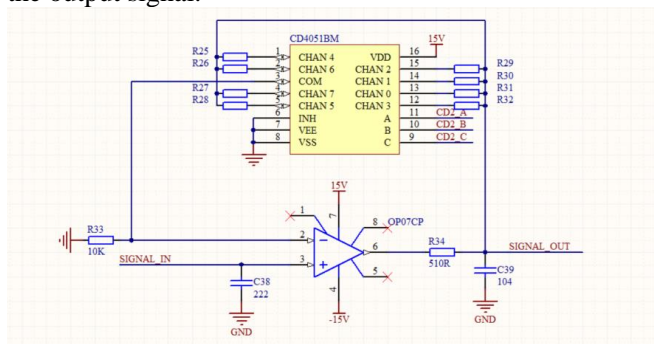 the output signal.
CD4051BM
15V
R25 1 CHAN 4 VDD 16
R26 2 CHAN 6 CHAN 2 15 R29
3 COM CHAN 1 14 R30
R27 4 CHAN 7 CHAN 0 13 R31
R28 5 CHAN 5 CHAN 3 12 R32
6 INH A 11 CD2_A
7 VEE B 10 CD2_B
8 VSS C 9 CD2_C
15V
1 7 8 OP07CP
R33 2 6 R34 SIGNAL_OUT
10K 510R
SIGNAL_IN 3 5
C38 C39
222 104
4
-15V
GND GND